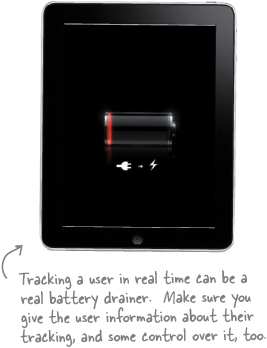 Tracking a user in real time can be a
real battery drainer. Make sure you
give the user information about their
tracking, and some control over it, too.